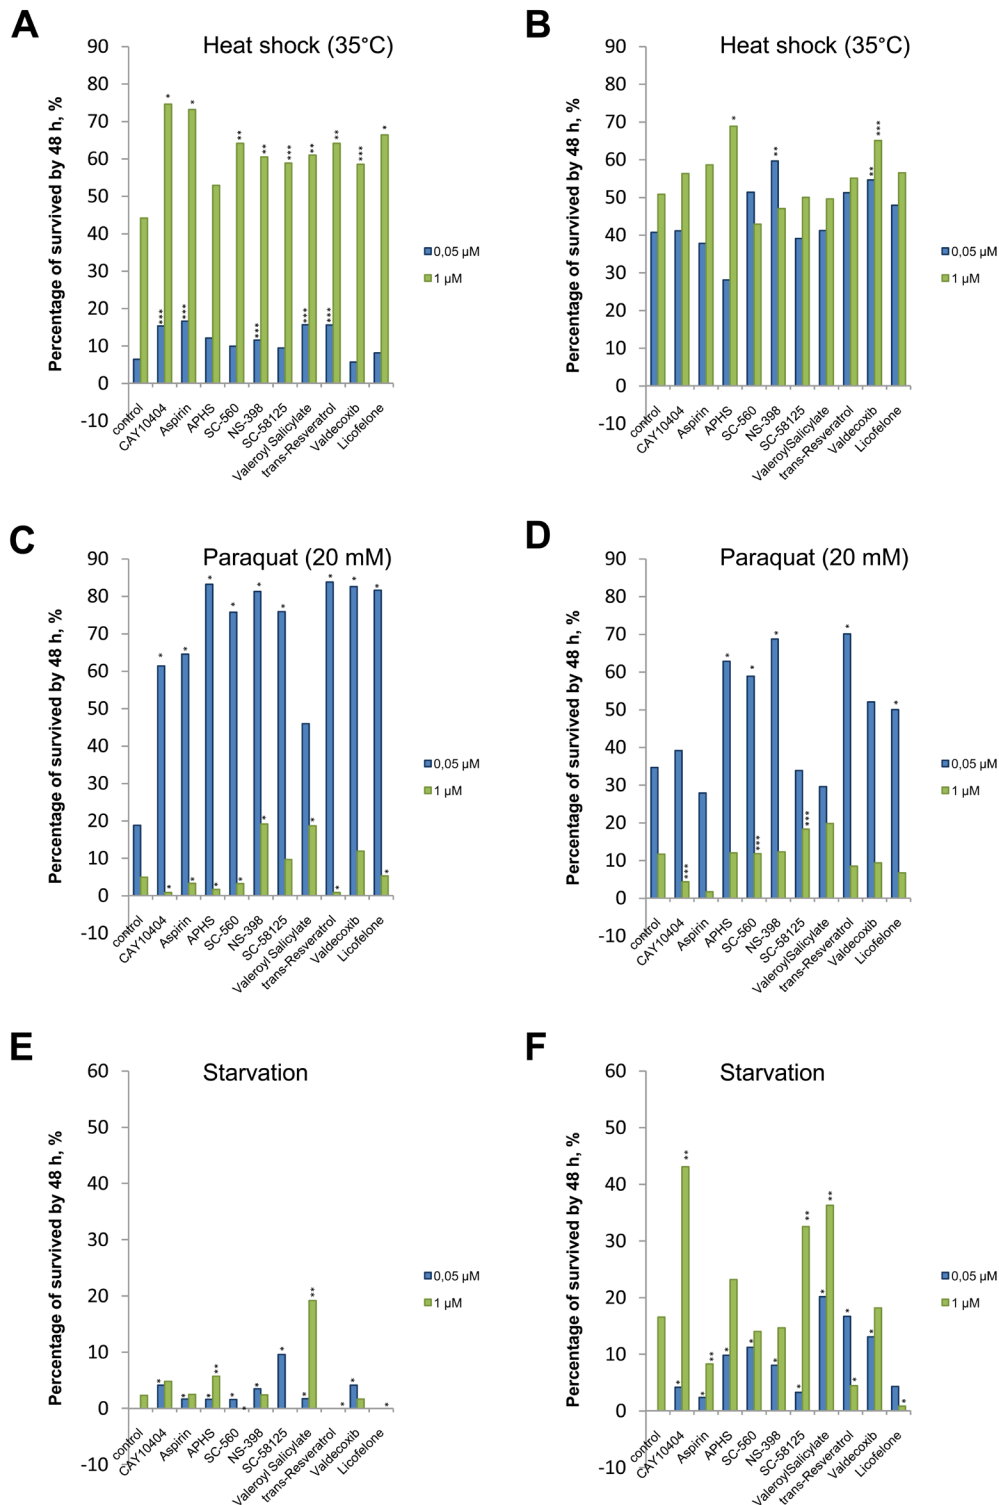 A
Heat shock (35°C)
Percentage of survived by 48 h, %
90
80
70
60
50
40
30
20
10
0
-10
* * ** ** *** ** ** *** *
*** *** *** *** ***
control
CAY10404
Aspirin
APHS
SC-560
NS-398
SC-58125
Valeroyl Salicylate
trans-Resveratrol
Valdecoxib
Licofelone
0,05 µM
1 µM
B
Heat shock (35°C)
Percentage of survived by 48 h, %
90
80
70
60
50
40
30
20
10
0
-10
* ** ** ***
control
CAY10404
Aspirin
APHS
SC-560
NS-398
SC-58125
ValeroylSalicylate
trans-Resveratrol
Valdecoxib
Licofelone
0,05 µM
1 µM
C
Paraquat (20 mM)
Percentage of survived by 48 h, %
90
80
70
60
50
40
30
20
10
0
-10
* * * * * * * * *
* * * * * * * *
control
CAY10404
Aspirin
APHS
SC-560
NS-398
SC-58125
Valeroyl Salicylate
trans-Resveratrol
Valdecoxib
Licofelone
0,05 µM
1 µM
D
Paraquat (20 mM)
Percentage of survived by 48 h, %
90
80
70
60
50
40
30
20
10
0
-10
* * * * *
*** *** ***
control
CAY10404
Aspirin
APHS
SC-560
NS-398
SC-58125
ValeroylSalicylate
trans-Resveratrol
Valdecoxib
Licofelone
0,05 µM
1 µM
E
Starvation
Percentage of survived by 48 h, %
60
50
40
30
20
10
0
-10
* * * ** * * * * * ** * * *
control
CAY10404
Aspirin
APHS
SC-560
NS-398
SC-58125
Valeroyl Salicylate
trans-Resveratrol
Valdecoxib
Licofelone
0,05 µM
1 µM
F
Starvation
Percentage of survived by 48 h, %
60
50
40
30
20
10
0
-10
* ** * ** * * * * ** * ** * * * *
control
CAY10404
Aspirin
APHS
SC-560
NS-398
SC-58125
ValeroylSalicylate
trans-Resveratrol
Valdecoxib
Licofelone
0,05 µM
1 µM